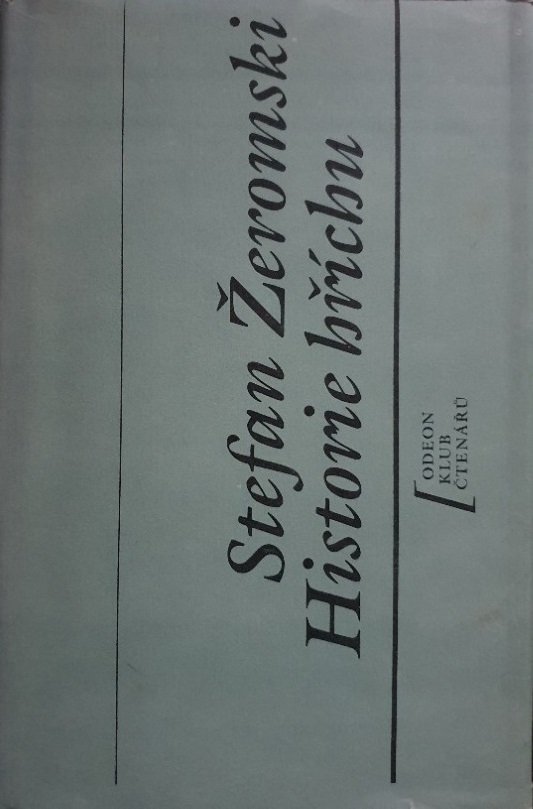 Stefan Žeromski
Historie hříchu
ODEON
KLUB
ČTENÁŘŮ